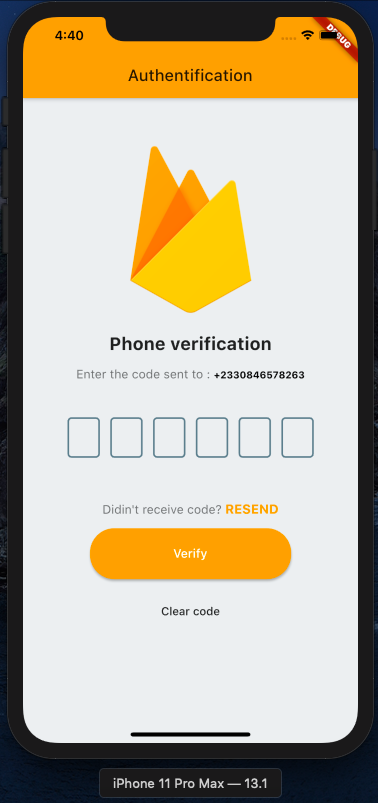 4:40
DEBUG
Authentification
Phone verification
Enter the code sent to : +2330846578263
Didin't receive code? RESEND
Verify
Clear code
iPhone 11 Pro Max — 13.1